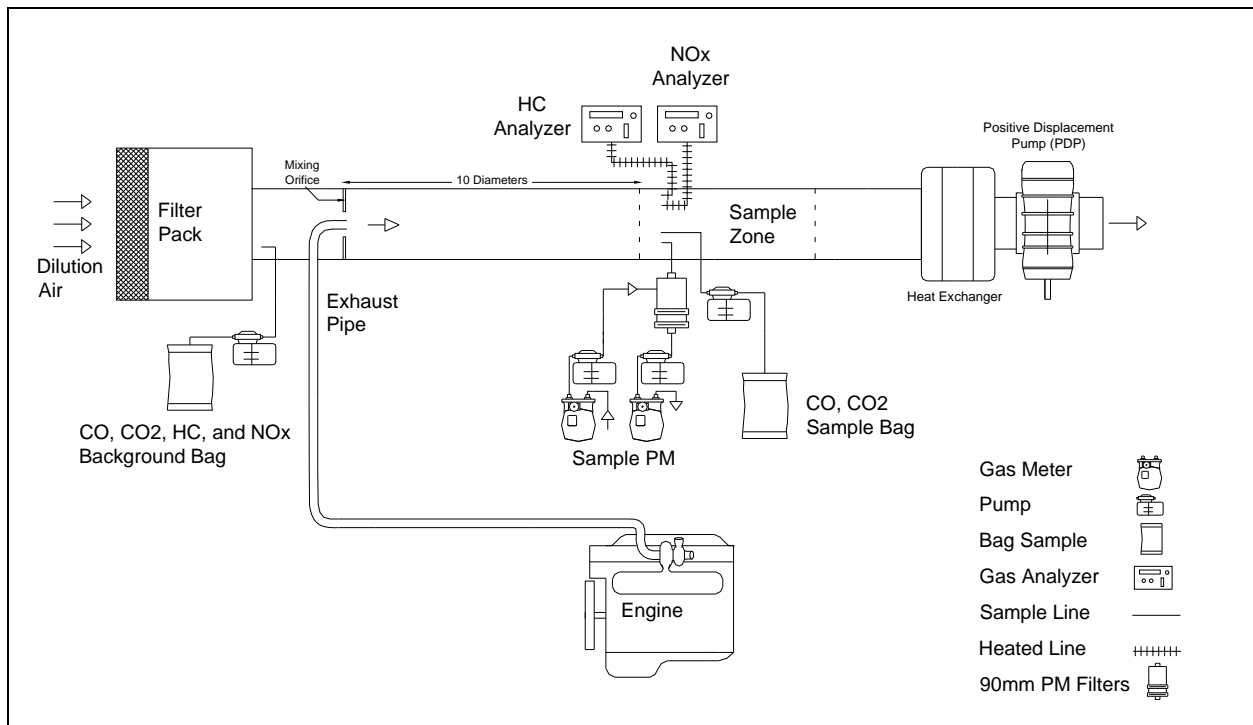 NOx
Analyzer
HC
Analyzer
Positive Displacement
Pump (PDP)
Mixing
Orifice
10 Diameters
Filter
Pack
Sample
Zone
Dilution
Air
Heat Exchanger
Exhaust
Pipe
CO, CO2
Sample Bag
CO, CO2, HC, and NOx
Background Bag
Sample PM
Engine
Gas Meter
Pump
Bag Sample
Gas Analyzer
Sample Line
Heated Line
90mm PM Filters